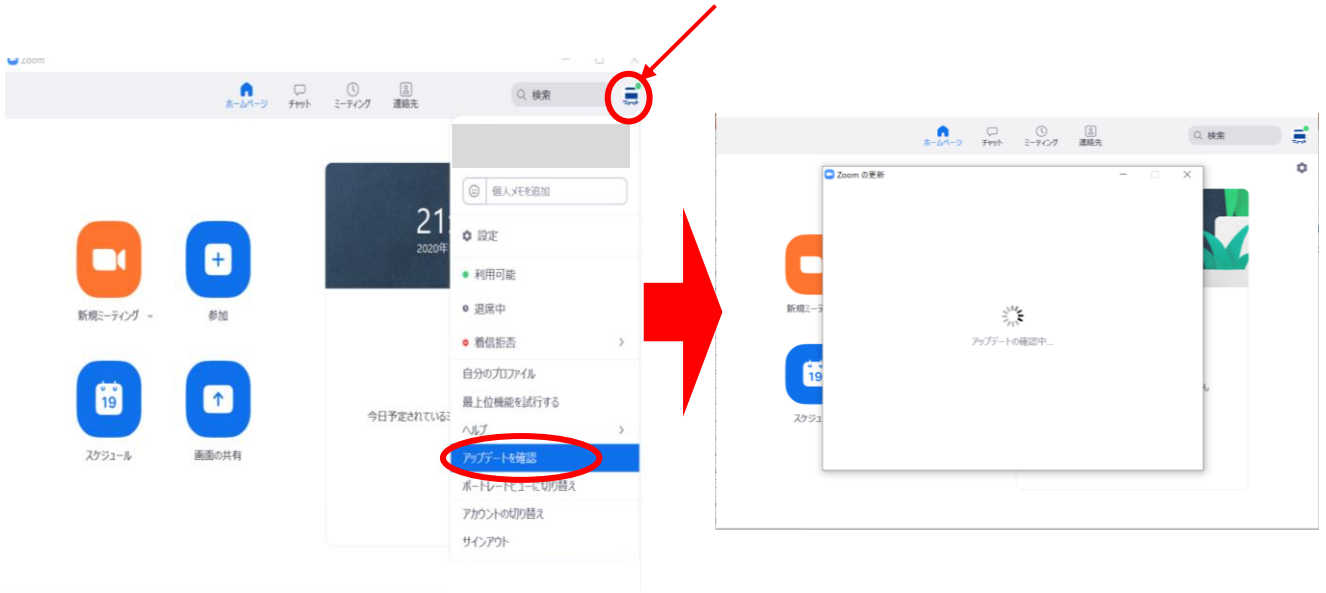 Zoom
ホームページ
チャット
ミーティング
連絡先
検索
個人メモを追加
設定
利用可能
退席中
着信拒否
自分のプロファイル
最上位機能を試行する
ヘルプ
アップデートを確認
ポートレートビューに切り替え
アカウントの切り替え
サインアウト
21:
2020年
新規ミーティング
参加
19
スケジュール
画面の共有
今日予定されている
ホームページ
チャット
ミーティング
連絡先
検索
Zoom の更新
アップデートの確認中...
新規ミーテ
19
スケジュ